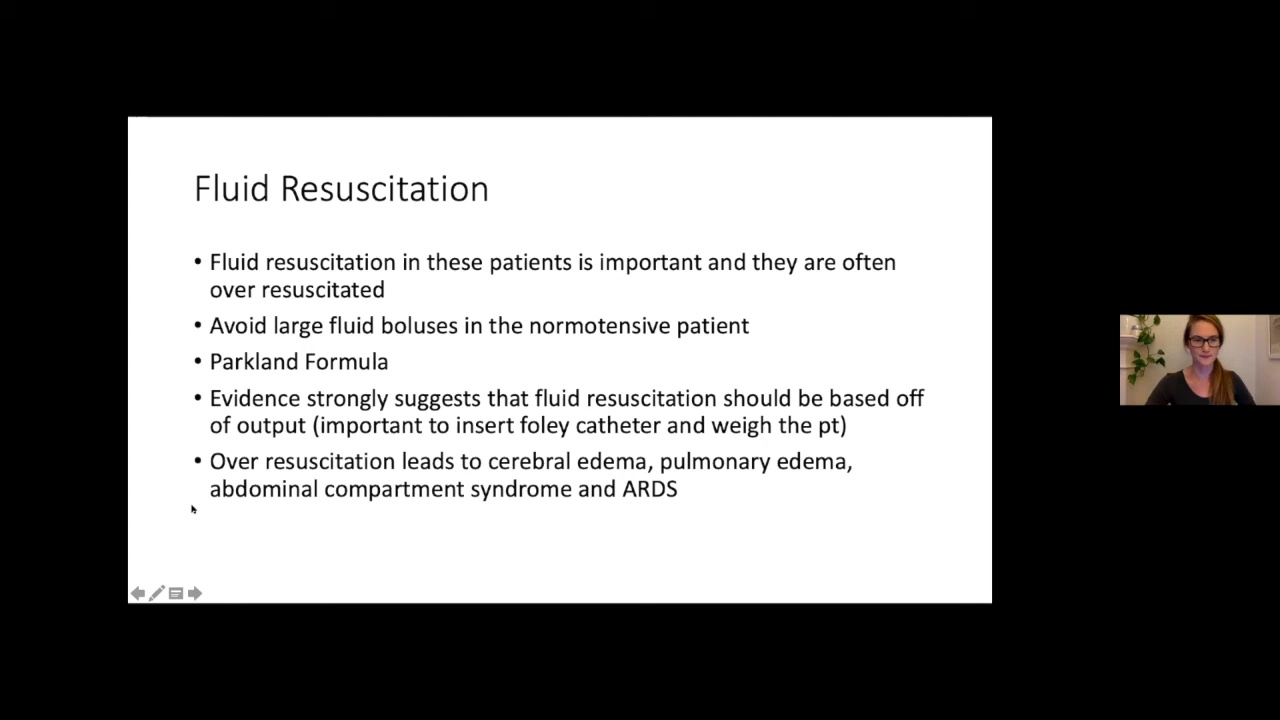 Fluid Resuscitation
• Fluid resuscitation in these patients is important and they are often
over resuscitated
• Avoid large fluid boluses in the normotensive patient
• Parkland Formula
• Evidence strongly suggests that fluid resuscitation should be based off
of output (important to insert foley catheter and weigh the pt)
• Over resuscitation leads to cerebral edema, pulmonary edema,
abdominal compartment syndrome and ARDS